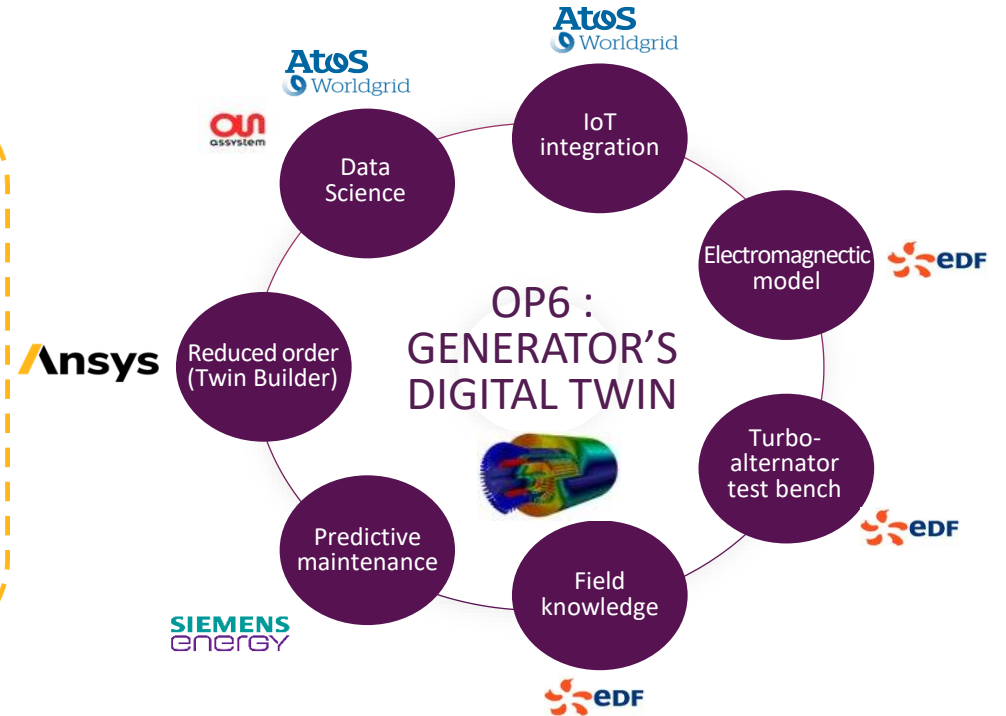 Atos
Worldgrid
Atos
Worldgrid
assystem
IoT
integration
Data
Science
Electromagnectic
model
EDF
OP6 :
GENERATOR'S
DIGITAL TWIN
Ansys
Reduced order
(Twin Builder)
Turbo-
alternator
test bench
EDF
Predictive
maintenance
Field
knowledge
SIEMENS
energy
EDF